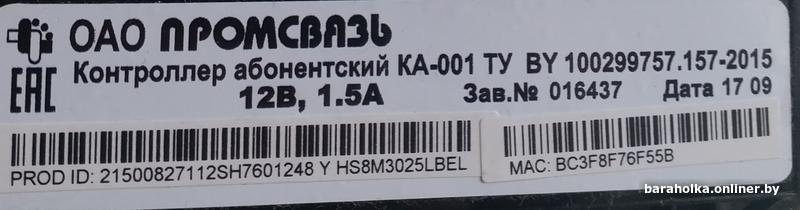 ОАО ПРОМСВЯЗЬ
Контроллер абонентский КА-001 ТУ BY 100299757.157-2015
EAC 12В, 1.5А Зав.№ 016437 Дата 17 09
PROD ID: 21500827112SH7601248 Y HS8M3025LBEL
MAC: BC3F8F76F55B
baraholka.onliner.by